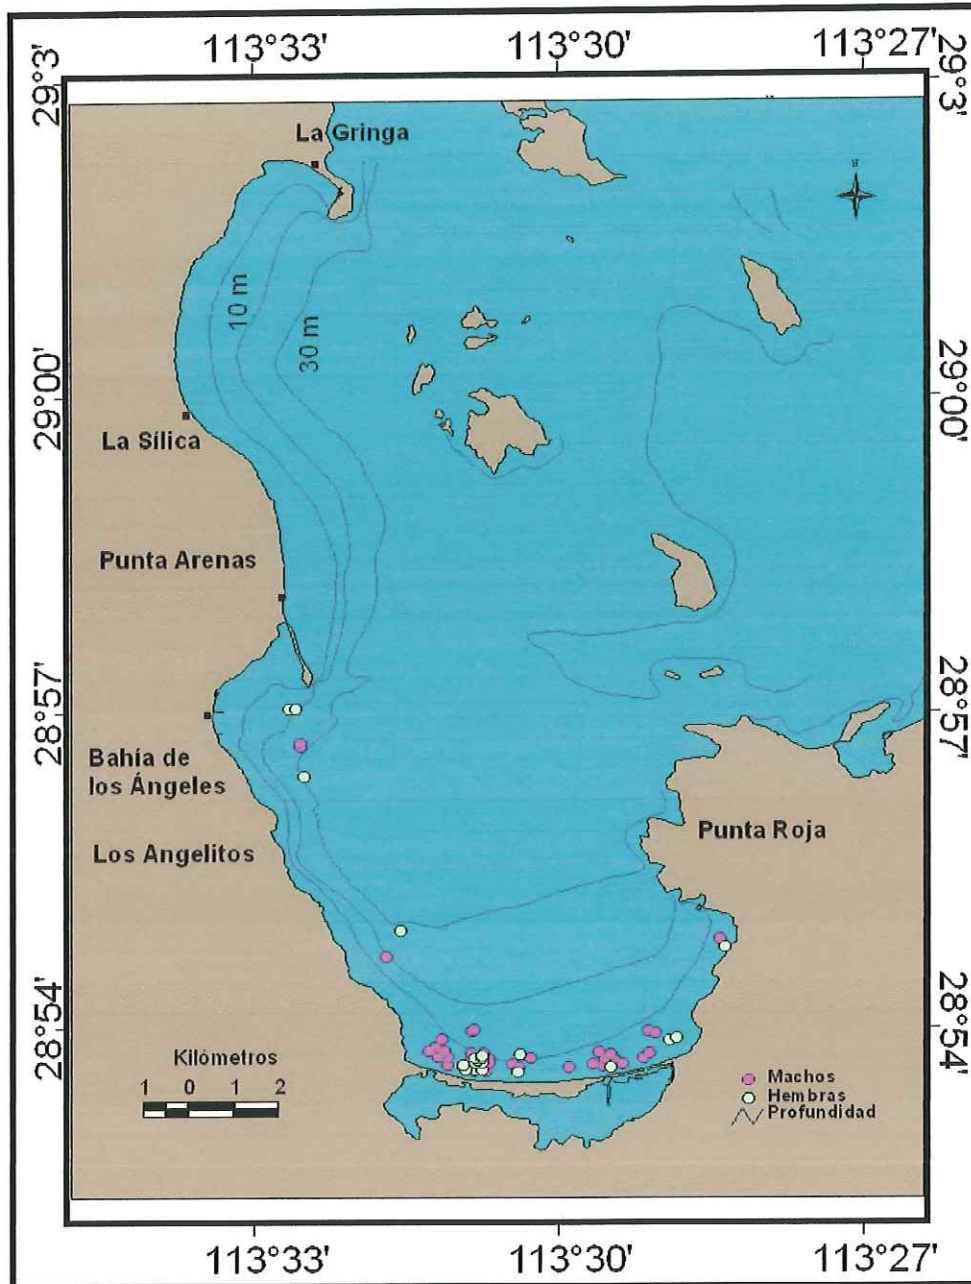 113°33' 113°30' 113°27'
29°3' 29°3'
La Gringa
N
10 m
30 m
29°00' 29°00'
La Sílica
Punta Arenas
28°57' 28°57'
Bahía de
los Ángeles
Punta Roja
Los Angelitos
28°54' 28°54'
Kilómetros
1 0 1 2
Machos
Hembras
Profundidad
113°33' 113°30' 113°27'